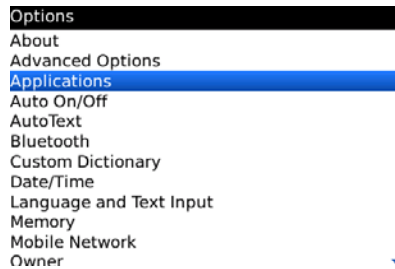 Options
About
Advanced Options
Applications
Auto On/Off
AutoText
Bluetooth
Custom Dictionary
Date/Time
Language and Text Input
Memory
Mobile Network
Owner